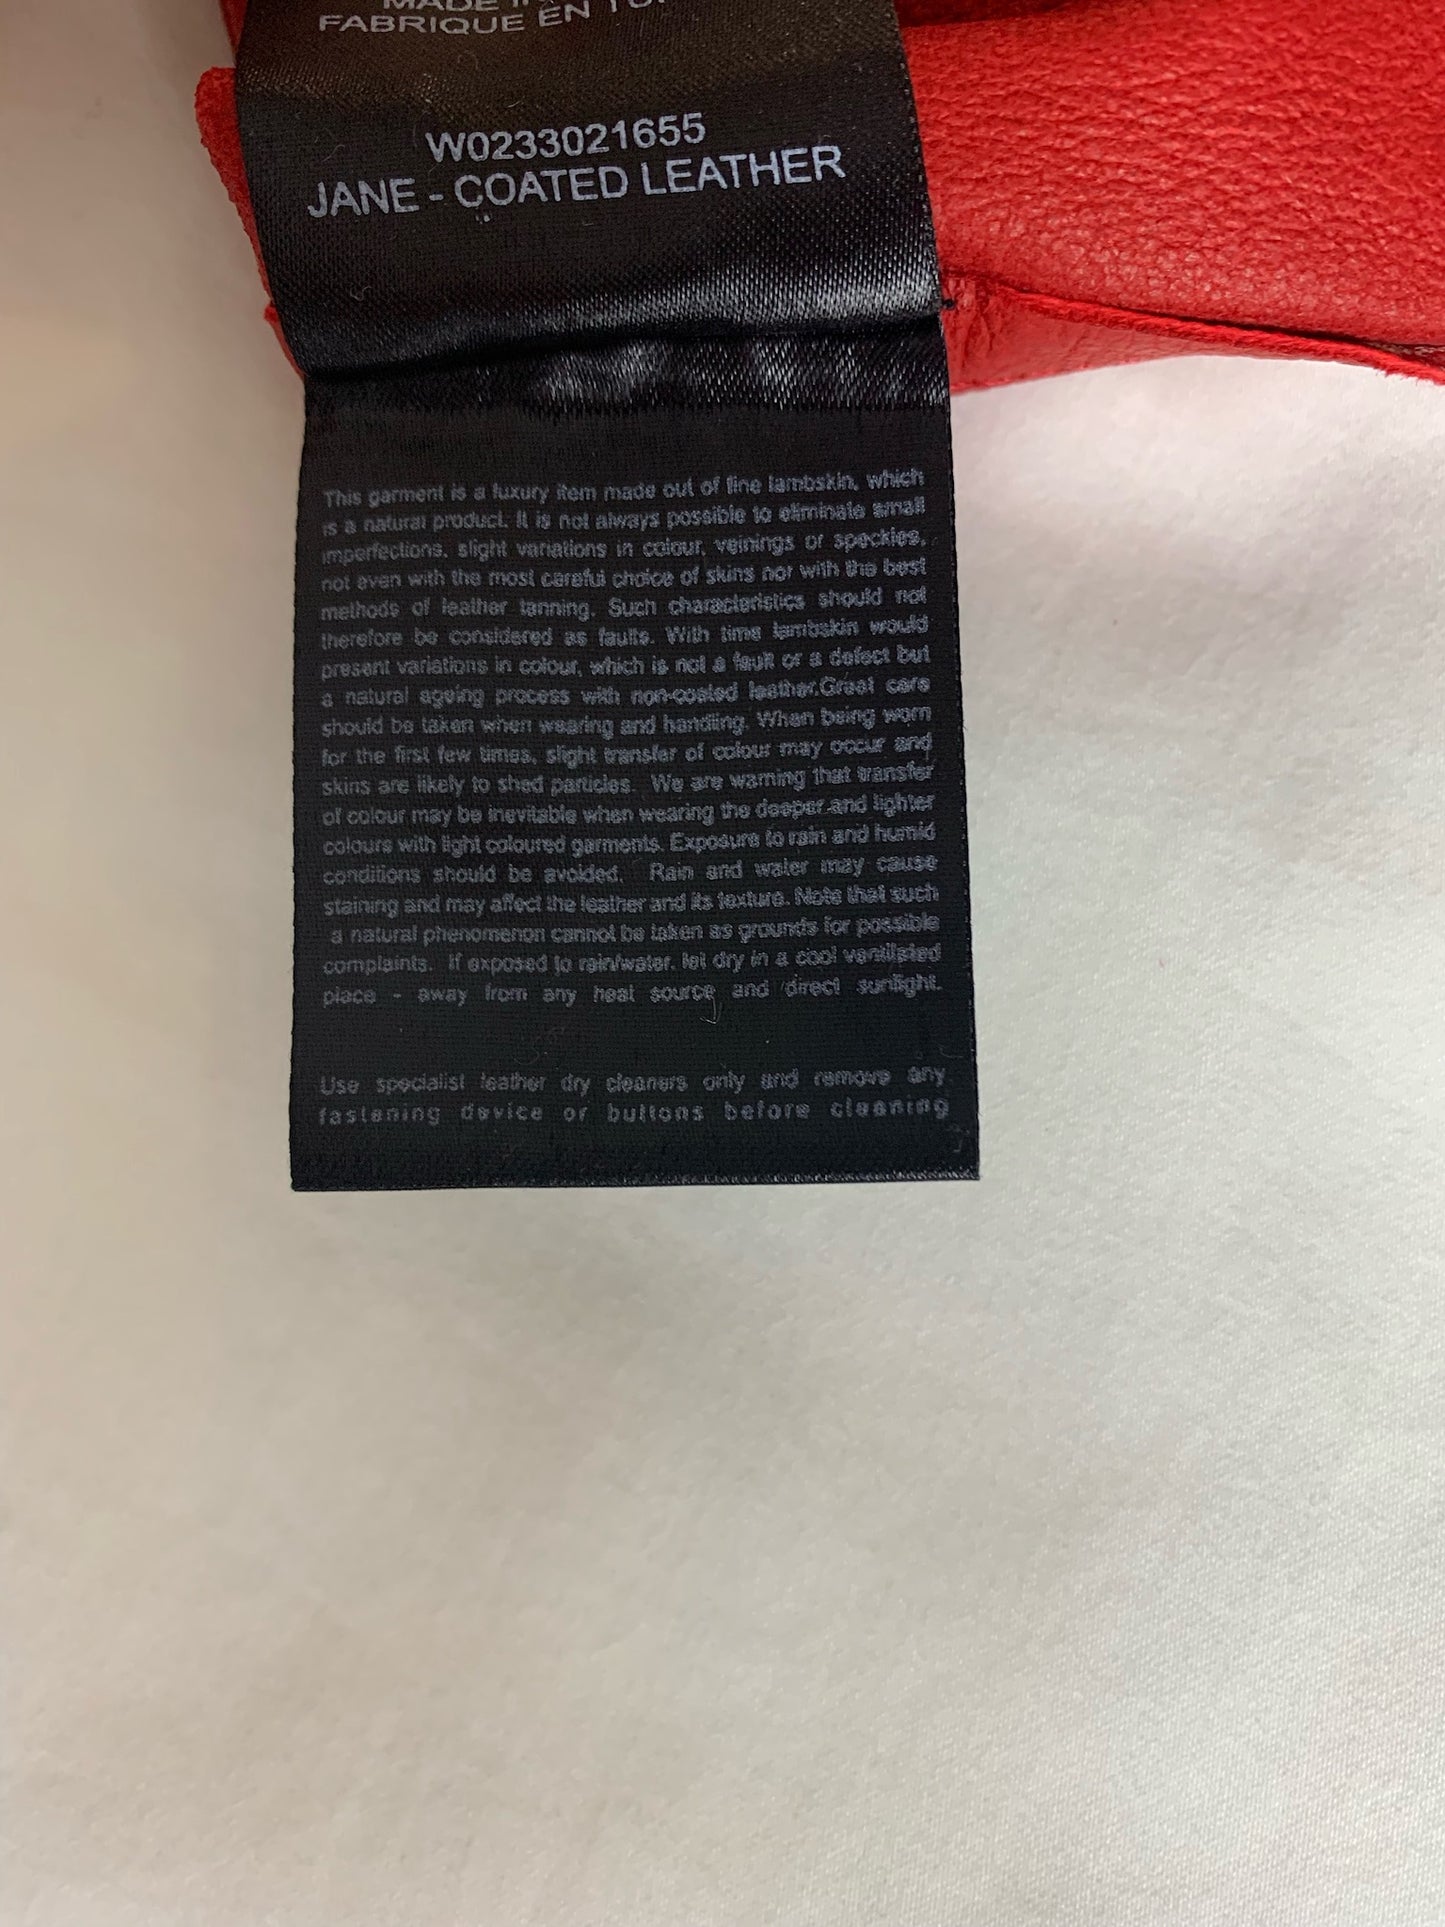 MADE IN
FABRIQUE EN TUR
W0233021655
JANE - COATED LEATHER
This garment is a luxury item made out of fine lambskin, which
is a natural product. It is not always possible to eliminate small
imperfections, slight variations in colour, veinings or speckles,
not even with the most careful choice of skins nor with the best
methods of leather tanning. Such characteristics should not
therefore be considered as faults. With time lambskin would
present variations in colour, which is not a fault or a defect but
a natural ageing process with non-coated leather.Great care
should be taken when wearing and handling. When being worn
for the first few times, slight transfer of colour may occur and
skins are likely to shed particles. We are warning that transfer
of colour may be inevitable when wearing the deeper and lighter
colours with light coloured garments. Exposure to rain and humid
conditions should be avoided. Rain and water may cause
staining and may affect the leather and its texture. Note that such
a natural phenomenon cannot be taken as grounds for possible
complaints. If exposed to rain/water, let dry in a cool ventilated
place - away from any heat source and direct sunlight.
Use specialist leather dry cleaners only and remove any
fastening device or buttons before cleaning